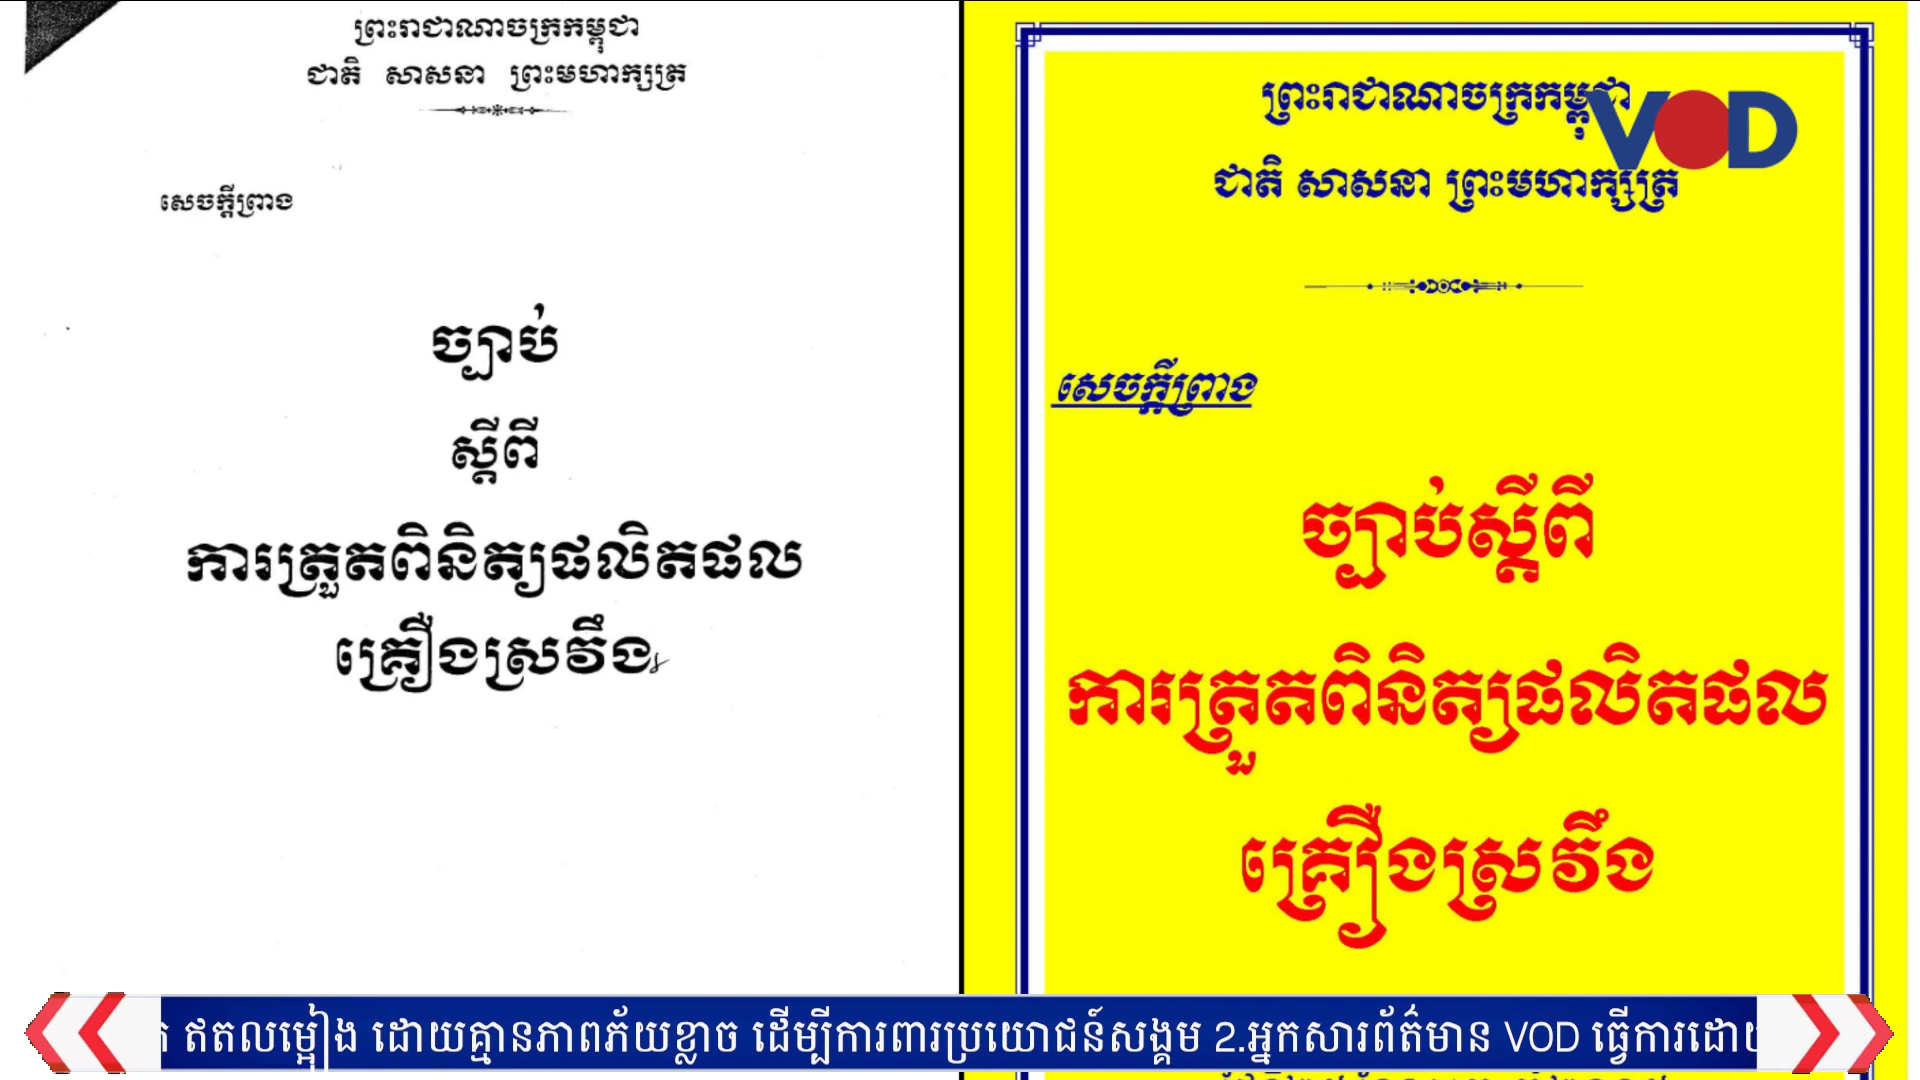 ព្រះរាជាណាចក្រកម្ពុជា
ជាតិ សាសនា ព្រះមហាក្សត្រ
សេចក្តីព្រាង
ច្បាប់
ស្តីពី
ការត្រួតពិនិត្យផលិតផល
គ្រឿងស្រវឹង
ព្រះរាជាណាចក្រកម្ពុជា
ជាតិ សាសនា ព្រះមហាក្សត្រ
VOD
សេចក្តីព្រាង
ច្បាប់ស្តីពី
ការត្រួតពិនិត្យផលិតផល
គ្រឿងស្រវឹង
ឥតលម្អៀង ដោយគ្មានភាពភ័យខ្លាច ដើម្បីការពារប្រយោជន៍សង្គម 2.អ្នកសារព័ត៌មាន VOD ធ្វើការដោយ